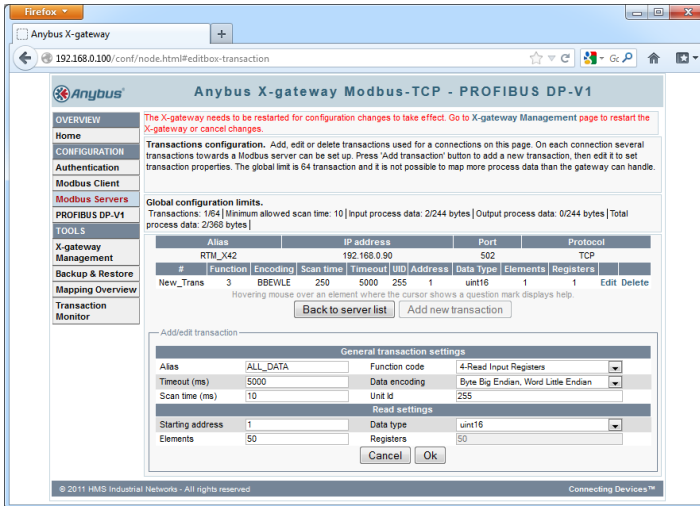 Firefox
Anybus X-gateway
192.168.0.100/conf/node.html#editbox-transaction
Anybus
Anybus X-gateway Modbus-TCP - PROFIBUS DP-V1
OVERVIEW
Home
CONFIGURATION
Authentication
Modbus Client
Modbus Servers
PROFIBUS DP-V1
TOOLS
X-gateway
Management
Backup & Restore
Mapping Overview
Transaction
Monitor
The X-gateway needs to be restarted for configuration changes to take effect. Go to X-gateway Management page to restart the
X-gateway or cancel changes.
Transactions configuration. Add, edit or delete transactions used for a connections on this page. On each connection several
transactions towards a Modbus server can be set up. Press 'Add transaction' button to add a new transaction, then edit it to set
transaction properties. The global limit is 64 transaction and it is not possible to map more process data than the gateway can handle.
Global configuration limits.
Transactions: 1/64 | Minimum allowed scan time: 10 | Input process data: 2/244 bytes | Output process data: 0/244 bytes | Total
process data: 2/368 bytes |
Alias IP address Port Protocol
RTM_X42 192.168.0.90 502 TCP
# Function Encoding Scan time Timeout UID Address Data Type Elements Registers
New_Trans 3 BBEWLE 250 5000 255 1 uint16 1 1 Edit Delete
Hovering mouse over an element where the cursor shows a question mark displays help.
Back to server list Add new transaction
Add/edit transaction
General transaction settings
Alias ALL_DATA Function code 4-Read Input Registers
Timeout (ms) 5000 Data encoding Byte Big Endian, Word Little Endian
Scan time (ms) 10 Unit Id 255
Read settings
Starting address 1 Data type uint16
Elements 50 Registers 50
Cancel Ok
© 2011 HMS Industrial Networks - All rights reserved Connecting Devices™